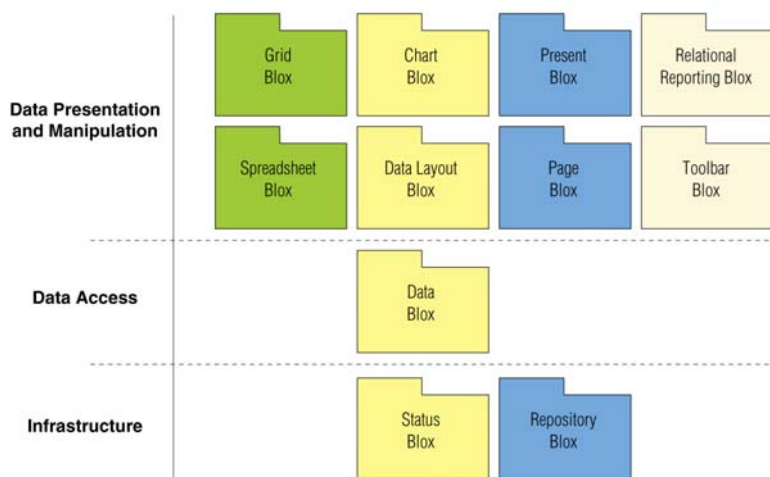 Data Presentation
and Manipulation
Grid
Blox
Chart
Blox
Present
Blox
Relational
Reporting Blox
Spreadsheet
Blox
Data Layout
Blox
Page
Blox
Toolbar
Blox
Data Access
Data
Blox
Infrastructure
Status
Blox
Repository
Blox